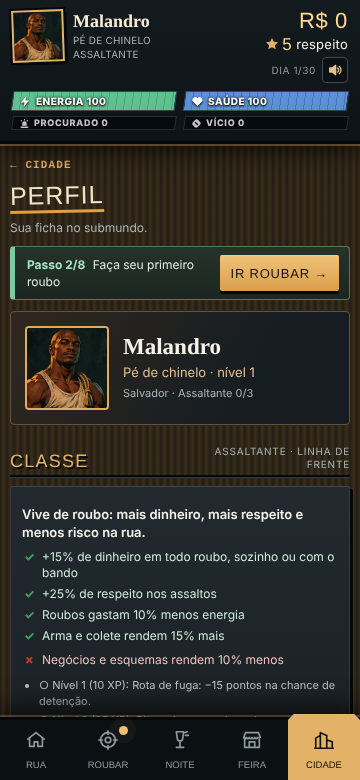 Malandro
PÉ DE CHINELO
ASSALTANTE
R$ 0
5 respeito
DIA 1/30
ENERGIA 100
SAÚDE 100
PROCURADO 0
VÍCIO 0
← CIDADE
PERFIL
Sua ficha no submundo.
Passo 2/8 Faça seu primeiro
roubo
IR ROUBAR →
Malandro
Pé de chinelo · nível 1
Salvador · Assaltante 0/3
CLASSE
ASSALTANTE · LINHA DE
FRENTE
Vive de roubo: mais dinheiro, mais respeito e
menos risco na rua.
✓ +15% de dinheiro em todo roubo, sozinho ou com o
bando
✓ +25% de respeito nos assaltos
✓ Roubos gastam 10% menos energia
✓ Arma e colete rendem 15% mais
✗ Negócios e esquemas rendem 10% menos
• O Nível 1 (10 XP): Rota de fuga: −15 pontos na chance de
detenção.
RUA
ROUBAR
NOITE
FEIRA
CIDADE